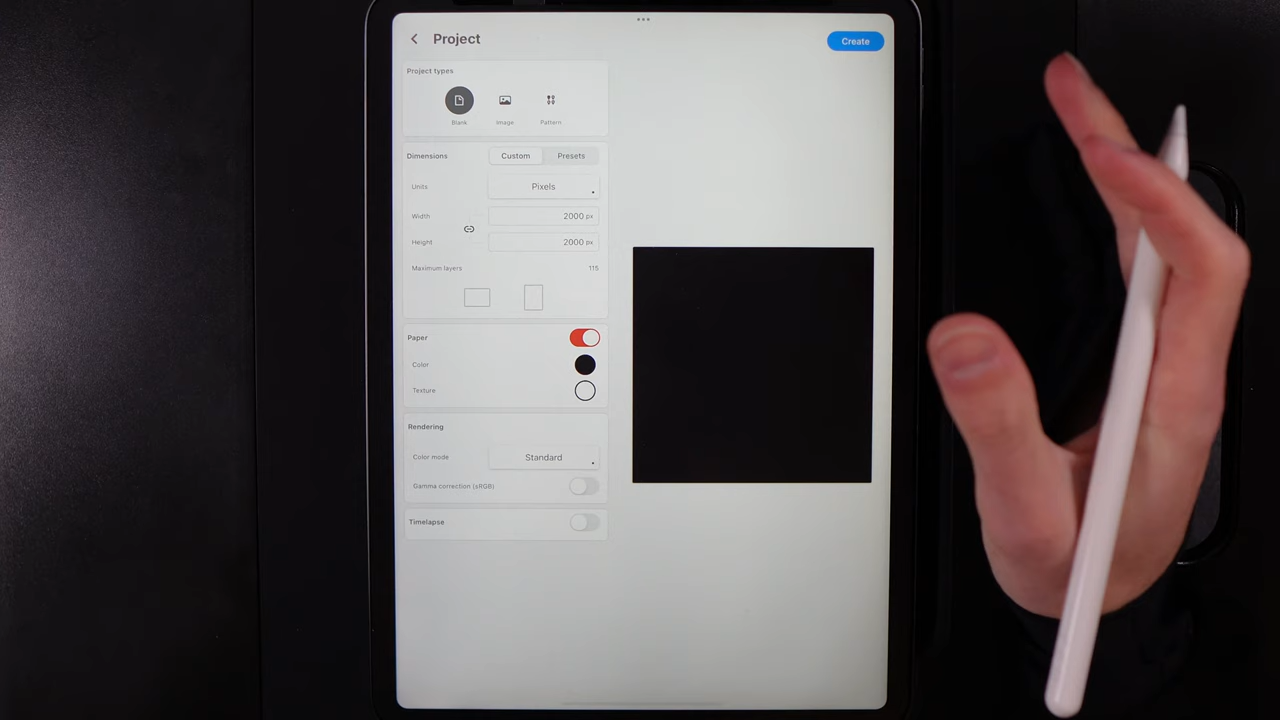 Project
Create
Project types
Blank
Image
Pattern
Dimensions
Custom
Presets
Units
Pixels
Width
2000 px
Height
2000 px
Maximum layers
115
Paper
Color
Texture
Rendering
Color mode
Standard
Gamma correction (sRGB)
Timelapse